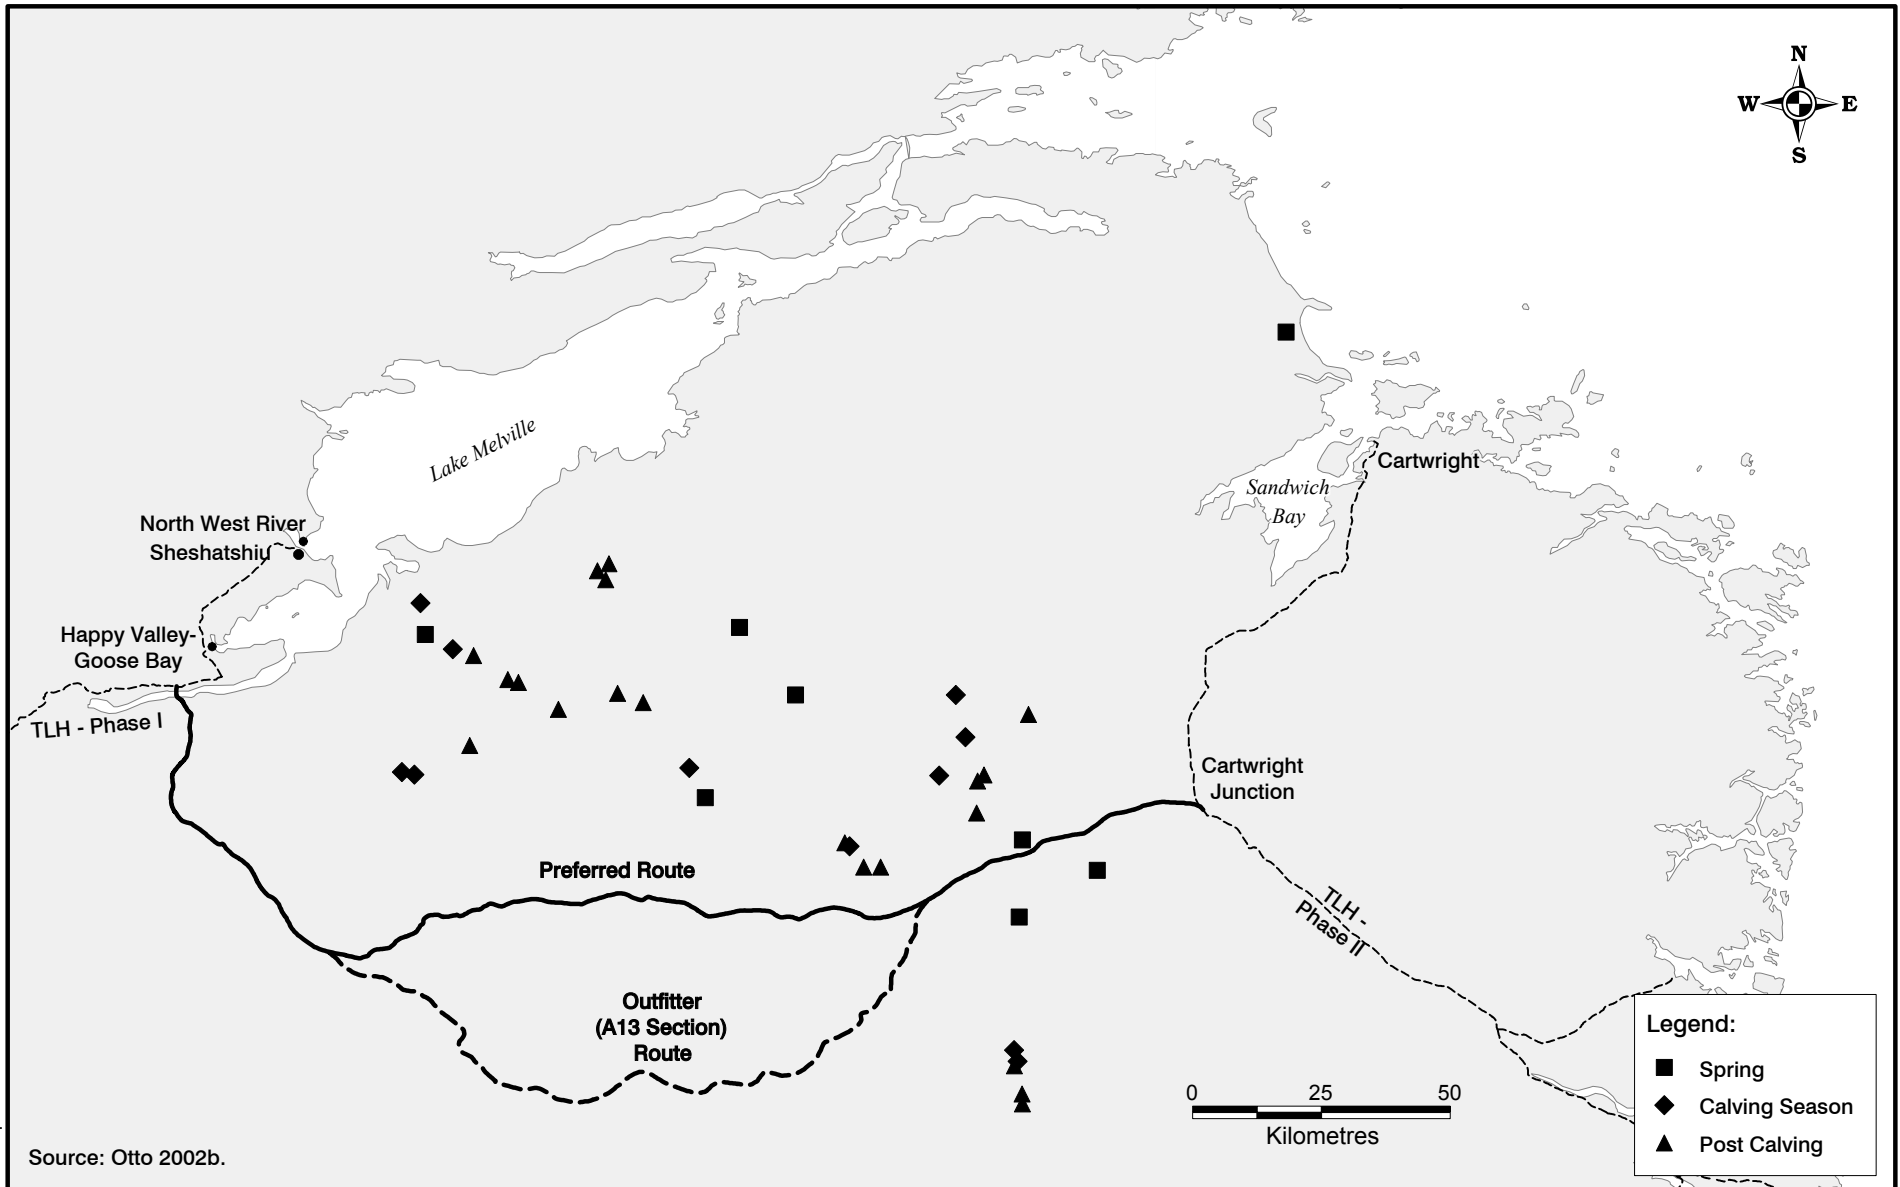 N
W E
S
Lake Melville
Cartwright
Sandwich
Bay
North West River
Sheshatshiu
Happy Valley-
Goose Bay
TLH - Phase I
Cartwright
Junction
Preferred Route
TLH -
Phase II
Outfitter
(A13 Section)
Route
Legend:
Spring
Calving Season
Post Calving
0 25 50
Kilometres
Source: Otto 2002b.